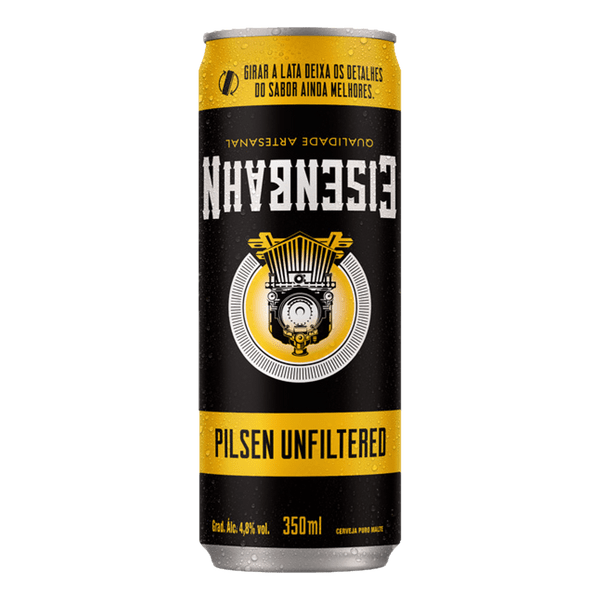 GIRAR A LATA DEIXA OS DETALHES
DO SABOR AINDA MELHORES.
QUALIDADE ARTESANAL
EISENBAHN
PILSEN UNFILTERED
Grad. Álc. 4,8% vol. 350ml CERVEJA PURO MALTE